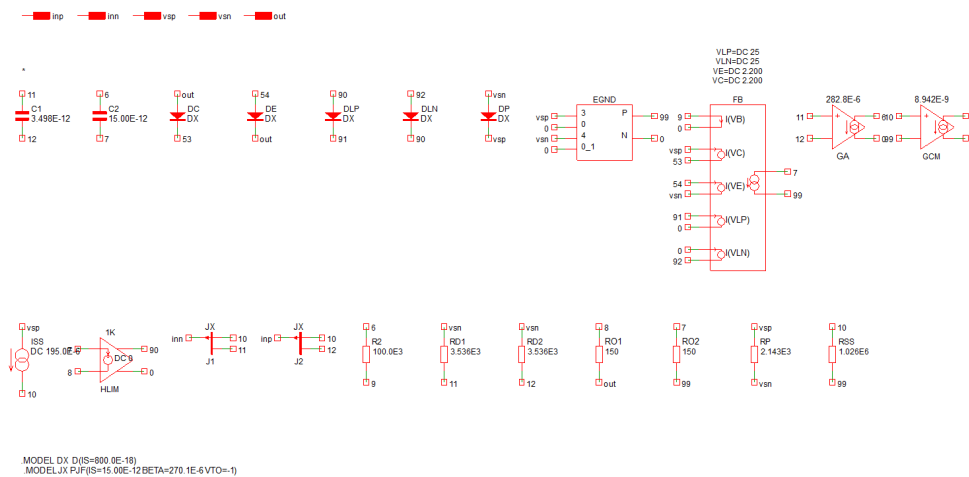 inp inn vsp vsn out
*
VLP=DC 25
VLN=DC 25
VE=DC 2.200
VC=DC 2.200
11 6 out 54 90 92 vsn
C1 C2 DC DE DLP DLN DP
3.498E-12 15.00E-12 DX DX DX DX DX
12 7 53 out 91 90 vsp
EGND
vsp 3 P 99
0 0
vsn 4 N 0
0 0_1
FB
9 I(VB)
0
vsp I(VC)
53
54 I(VE) 7
vsn 99
91 I(VLP)
0
0 I(VLN)
92
282.8E-6 8.942E-9
11 + 6 10 +
12 0 99
GA GCM
vsp
ISS
DC 195.0E-6
10
1K
7 90
DC 0
8 0
HLIM
JX JX
inn 10 inp 10
11 12
J1 J2
6 vsn vsn 8 7 vsp 10
R2 RD1 RD2 RO1 RO2 RP RSS
100.0E3 3.536E3 3.536E3 150 150 2.143E3 1.026E6
9 11 12 out 99 vsn 99
.MODEL DX D(IS=800.0E-18)
.MODEL JX PJF(IS=15.00E-12 BETA=270.1E-6 VTO=-1)